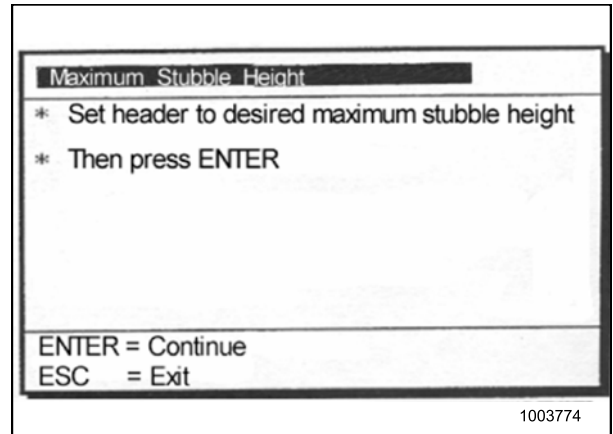 Maximum Stubble Height
* Set header to desired maximum stubble height
* Then press ENTER
ENTER = Continue
ESC = Exit
1003774